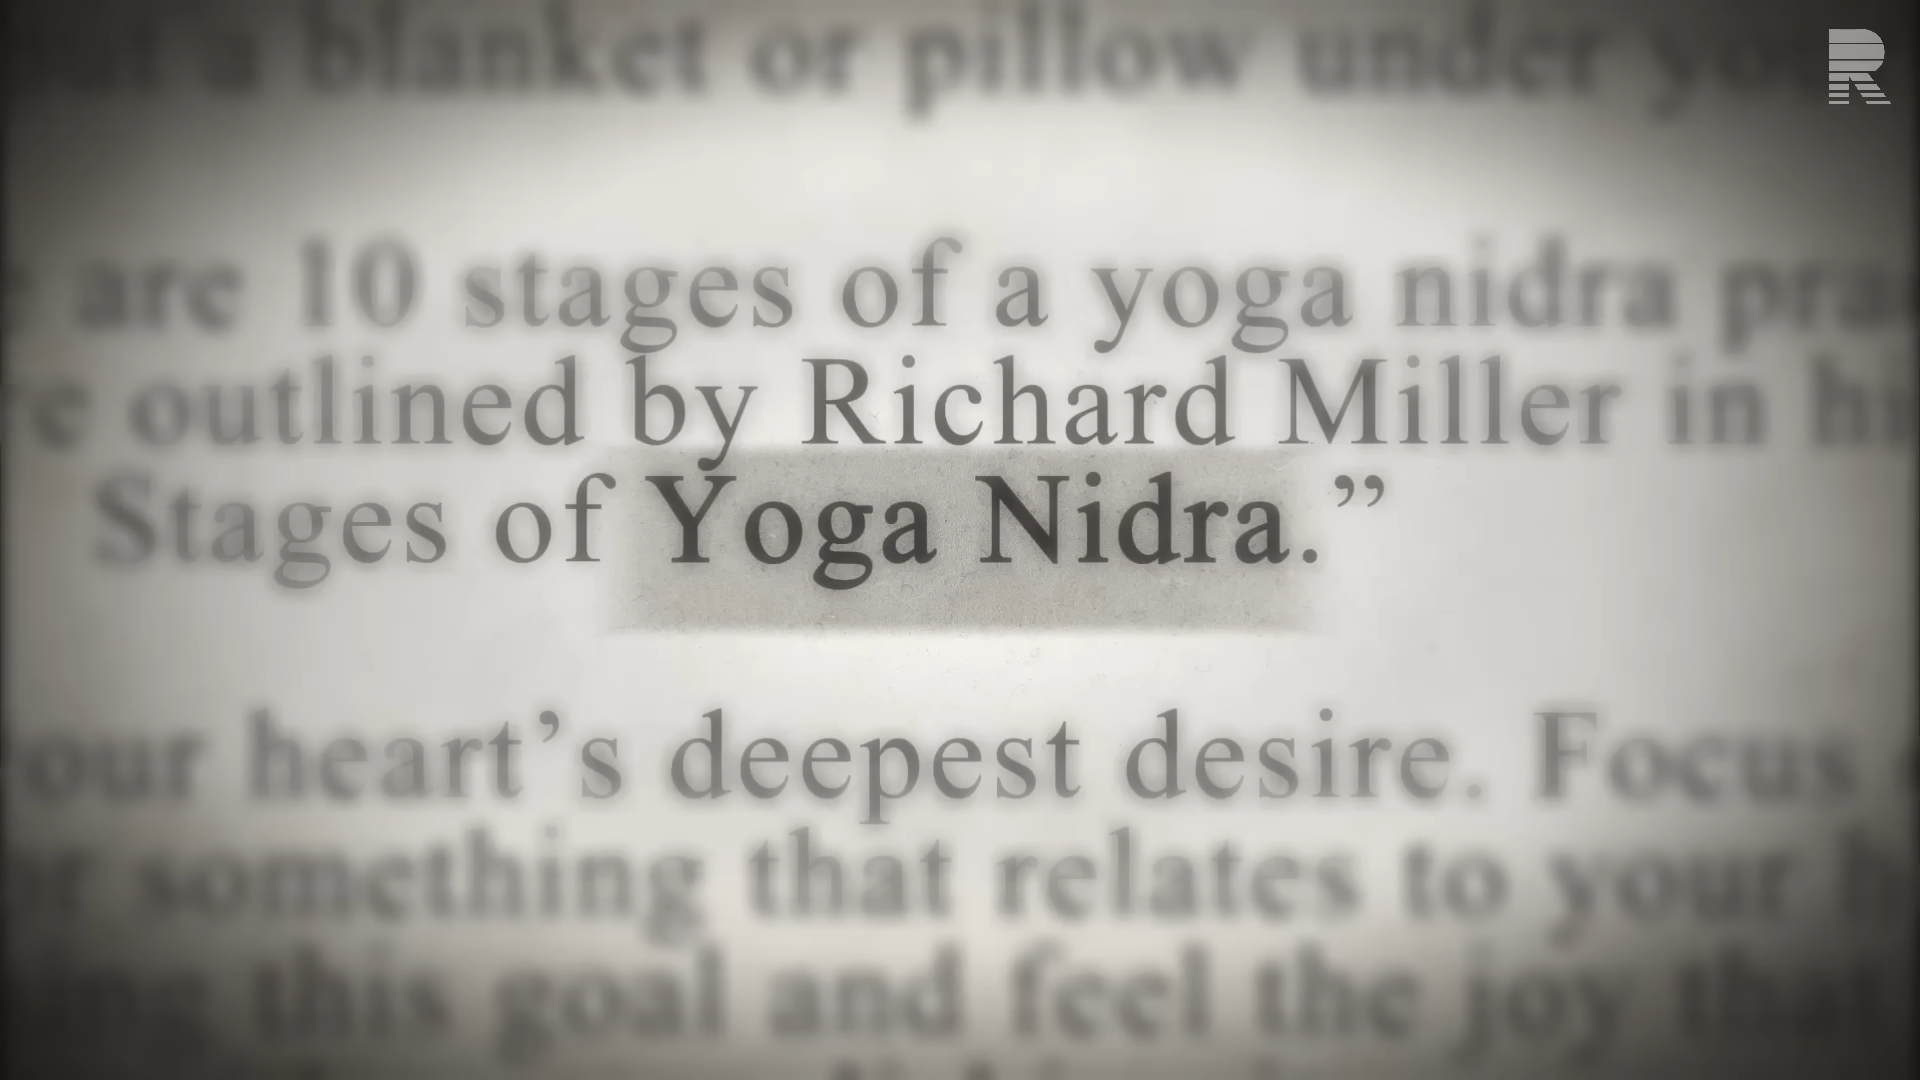 a blanket or pillow under
are 10 stages of a yoga nidra
outlined by Richard Miller in
Stages of Yoga Nidra.”
heart’s deepest desire. Focus
something that relates to your
this goal and feel the joy that
R